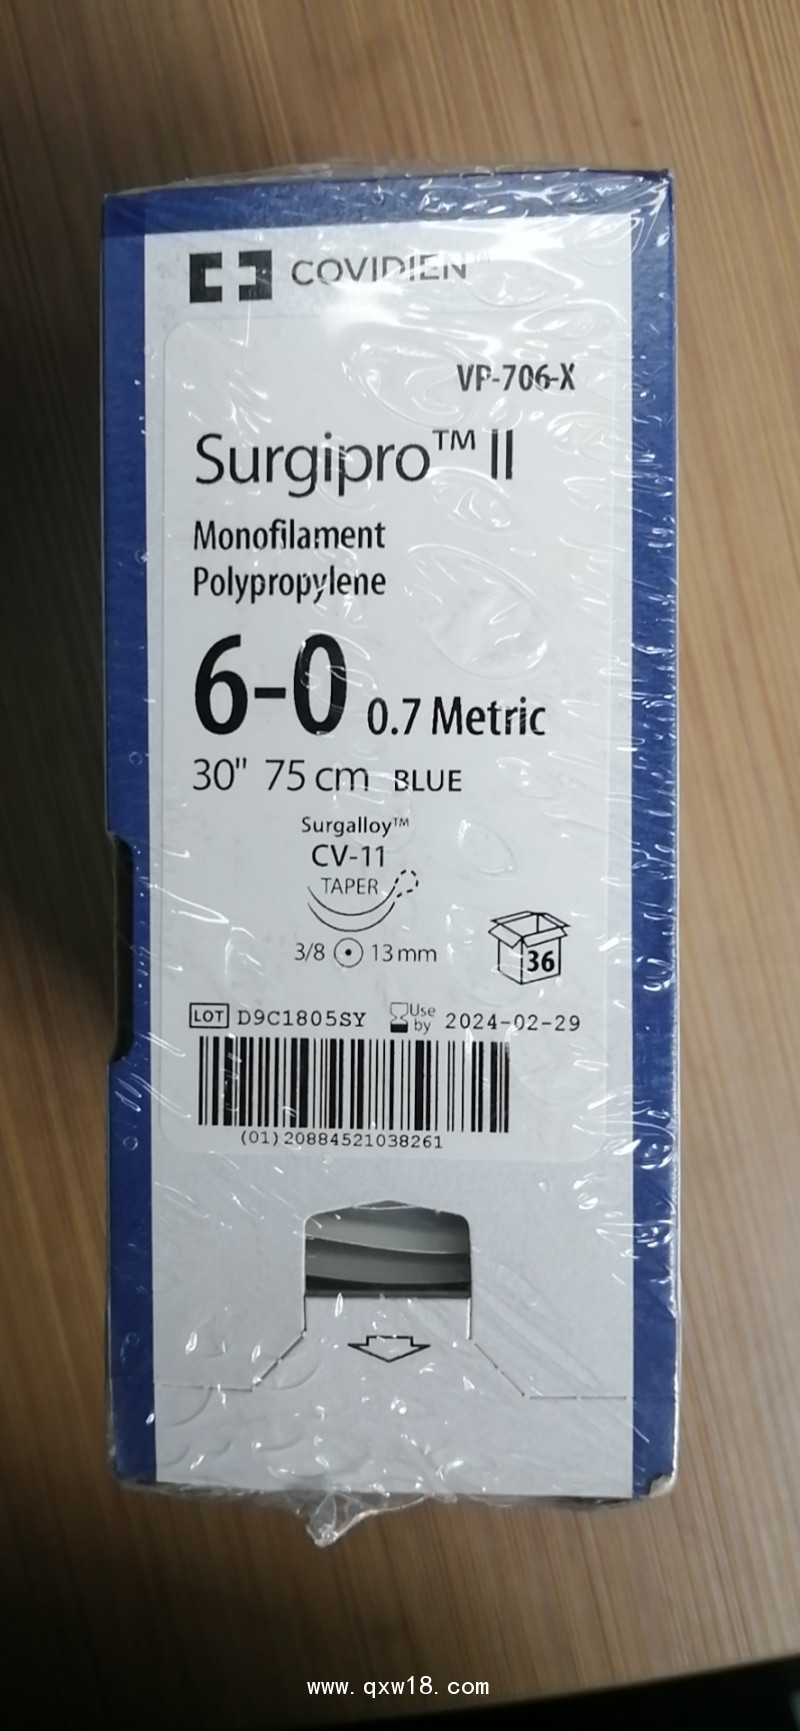 COVIDIEN™
VP-706-X
Surgipro™ II
Monofilament
Polypropylene
6-0 0.7 Metric
30" 75 cm BLUE
Surgalloy™
CV-11
TAPER
3/8 13 mm
36
LOT D9C1805SY Use by 2024-02-29
(01)20884521038261
www.qxw18.com